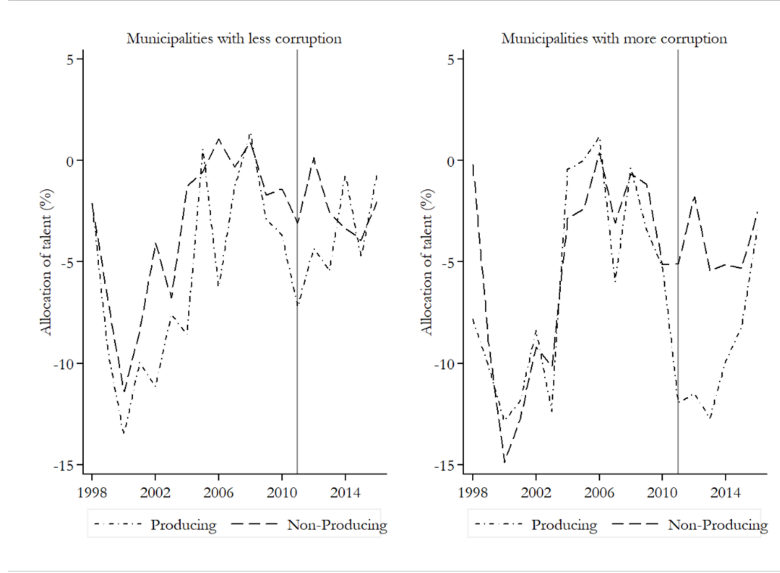 Municipalities with less corruption
5
0
-5
-10
-15
Allocation of talent (%)
1998 2002 2006 2010 2014
Producing Non-Producing
Municipalities with more corruption
5
0
-5
-10
-15
Allocation of talent (%)
1998 2002 2006 2010 2014
Producing Non-Producing